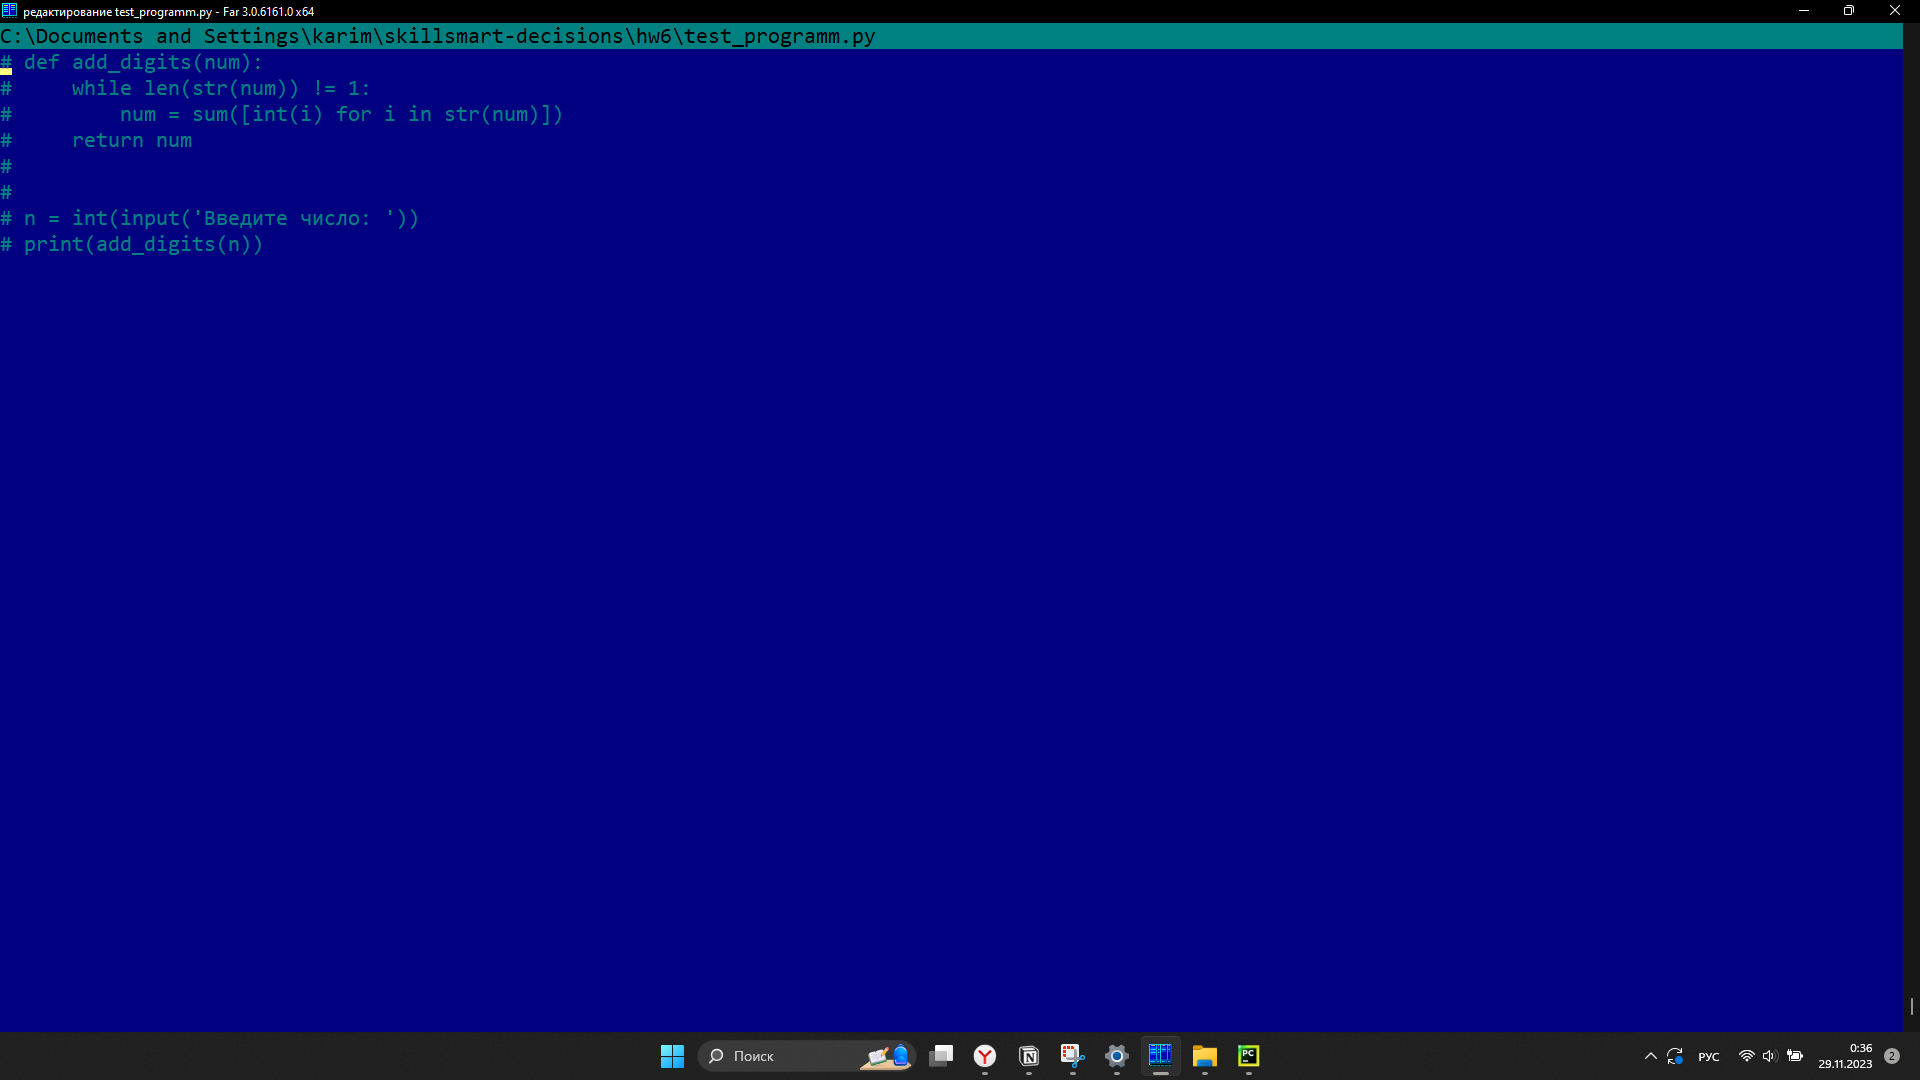 редактирование test_programm.py - Far 3.0.6161.0 x64
C:\Documents and Settings\karim\skillsmart-decisions\hw6\test_programm.py
# def add_digits(num):
#     while len(str(num)) != 1:
#         num = sum([int(i) for i in str(num)])
#     return num
#
#
# n = int(input('Введите число: '))
# print(add_digits(n))
Поиск
N
PC
РУС
0:36
29.11.2023
2